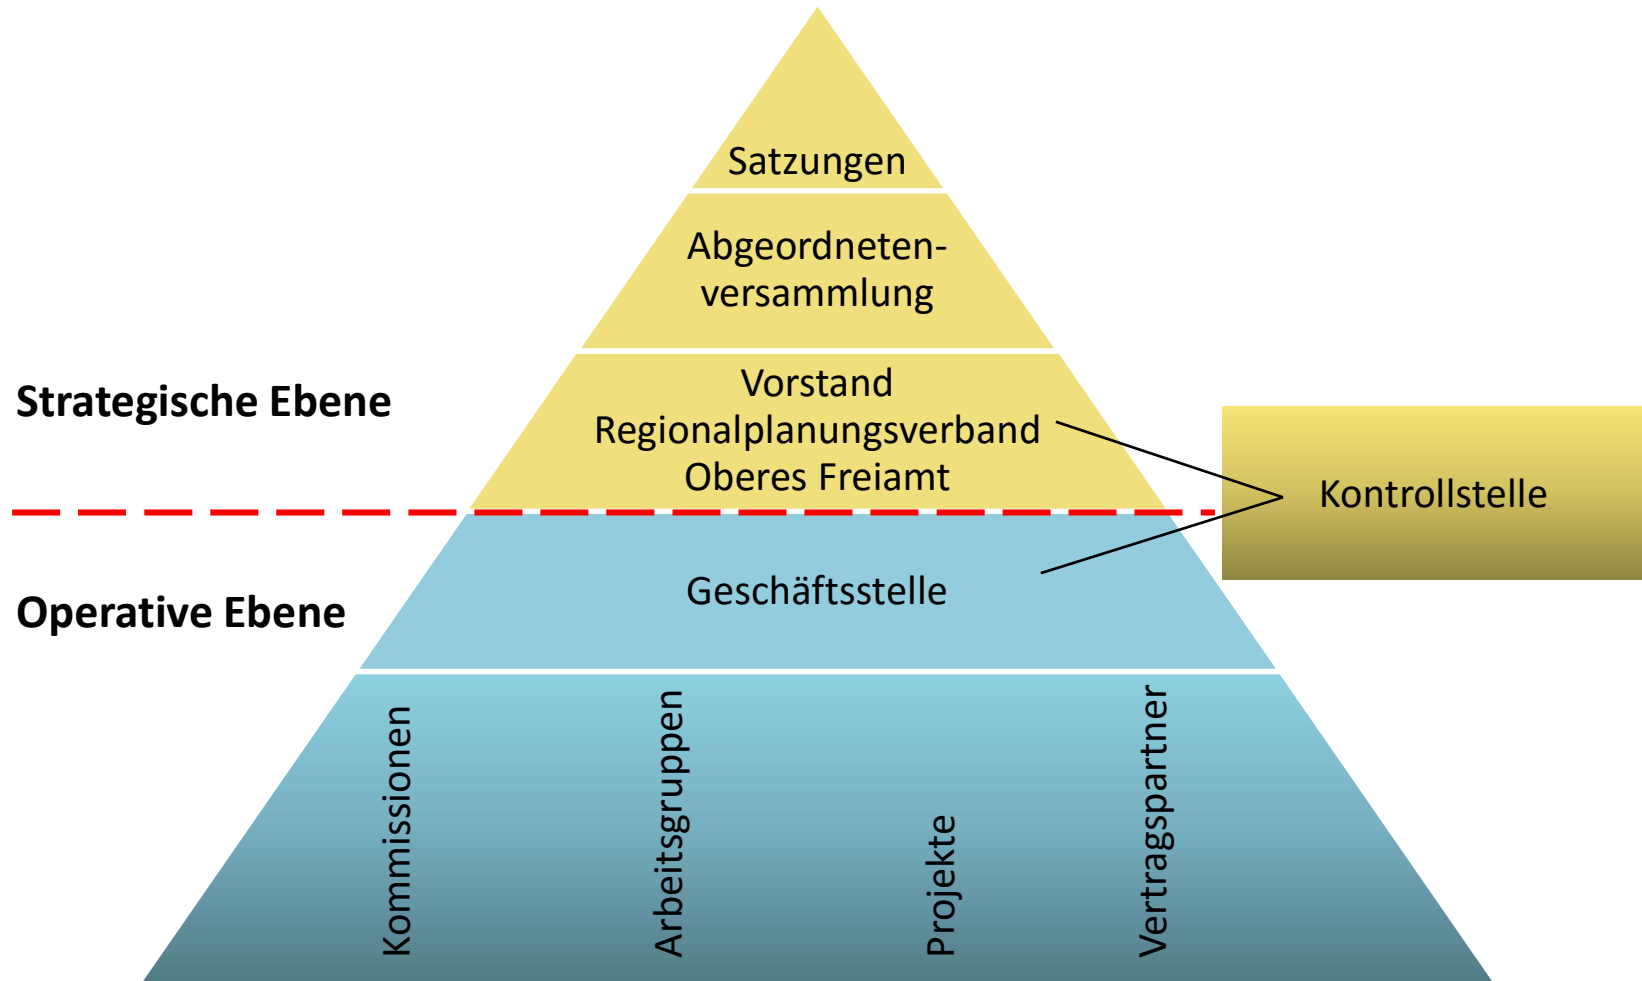 Satzungen
Abgeordneten-
versammlung
Strategische Ebene
Vorstand
Regionalplanungsverband
Oberes Freiamt
Kontrollstelle
Operative Ebene
Geschäftsstelle
Kommissionen
Arbeitsgruppen
Projekte
Vertragspartner